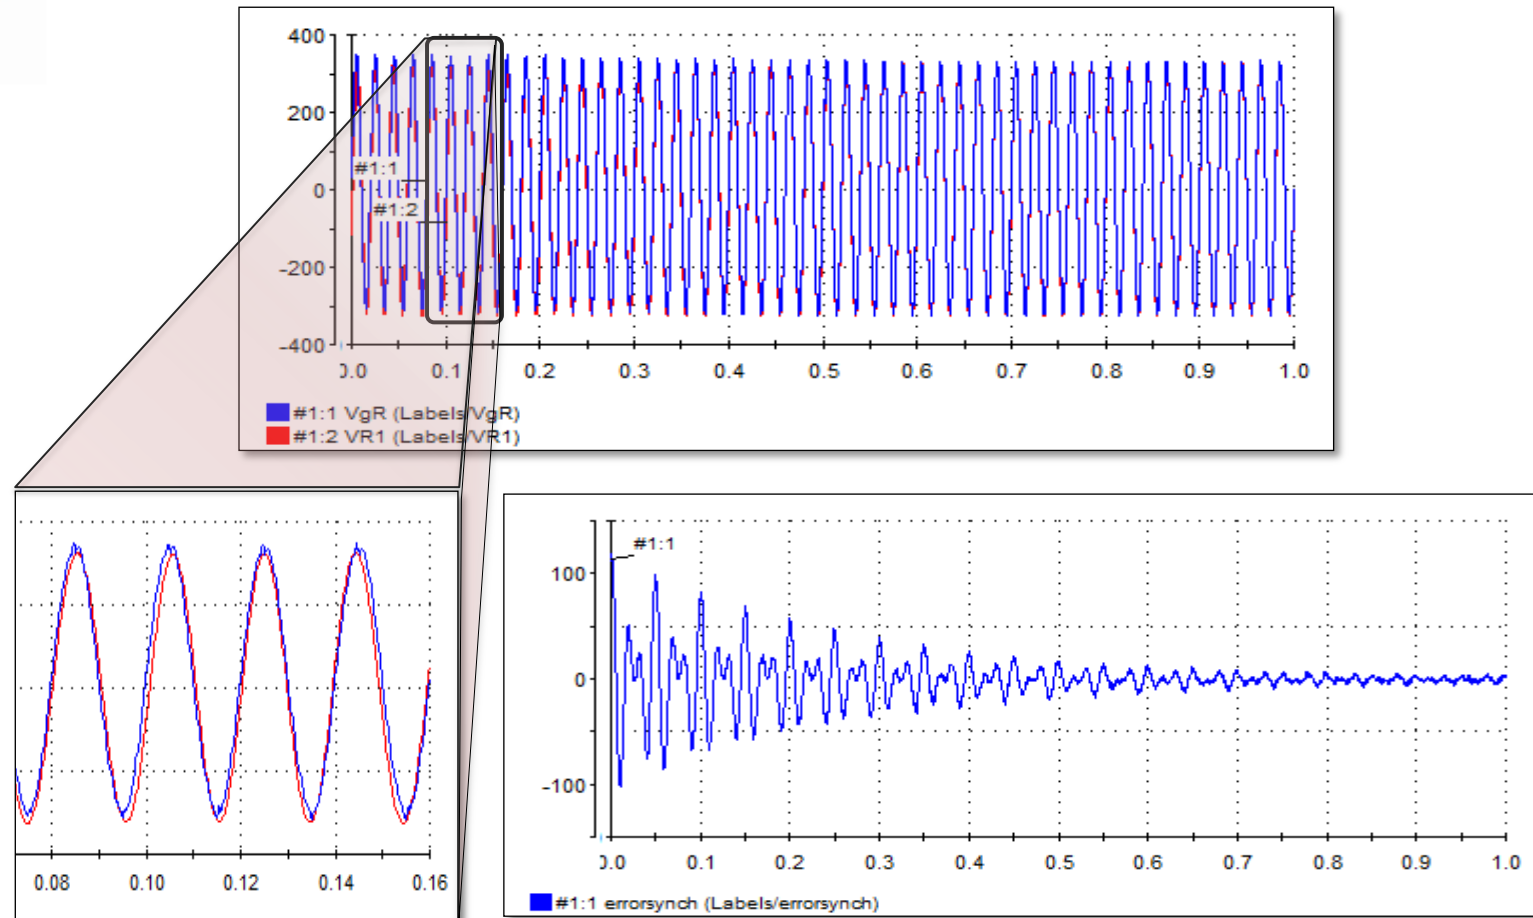 400
200
#1:1
0
#1:2
-200
-400
0.0 0.1 0.2 0.3 0.4 0.5 0.6 0.7 0.8 0.9 1.0
#1:1 VgR (Labels/VgR)
#1:2 VR1 (Labels/VR1)
0.08 0.10 0.12 0.14 0.16
#1:1
100
0
-100
0.0 0.1 0.2 0.3 0.4 0.5 0.6 0.7 0.8 0.9 1.0
#1:1 errorsynch (Labels/errorsynch)